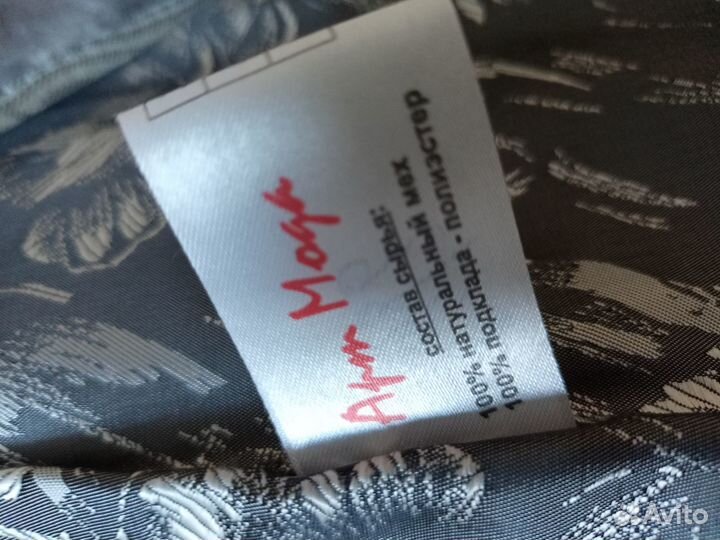 Арт Мода
состав сырья:
100% натуральный мех
100% подклада - полиэстер
Avito